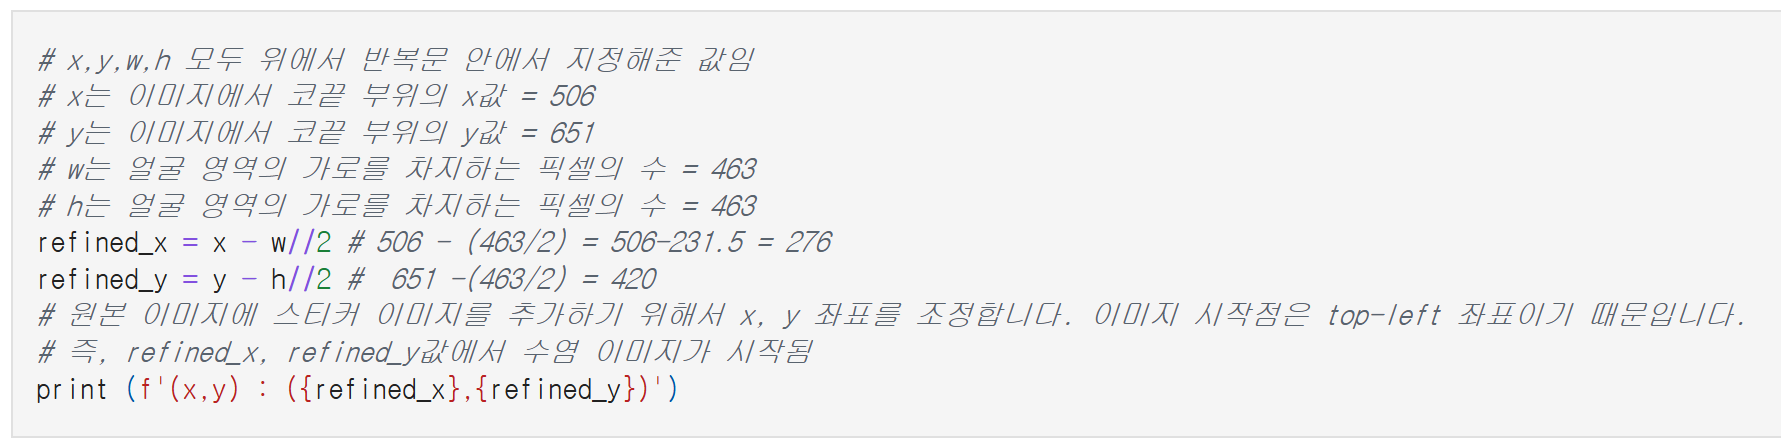 # x,y,w,h 모두 위에서 반복문 안에서 지정해준 값임
# x는 이미지에서 코끝 부위의 x값 = 506
# y는 이미지에서 코끝 부위의 y값 = 651
# w는 얼굴 영역의 가로를 차지하는 픽셀의 수 = 463
# h는 얼굴 영역의 가로를 차지하는 픽셀의 수 = 463
refined_x = x - w//2 # 506 - (463/2) = 506-231.5 = 276
refined_y = y - h//2 #  651 -(463/2) = 420
# 원본 이미지에 스티커 이미지를 추가하기 위해서 x, y 좌표를 조정합니다. 이미지 시작점은 top-left 좌표이기 때문입니다.
# 즉, refined_x, refined_y값에서 수염 이미지가 시작됨
print (f'(x,y) : ({refined_x},{refined_y})')